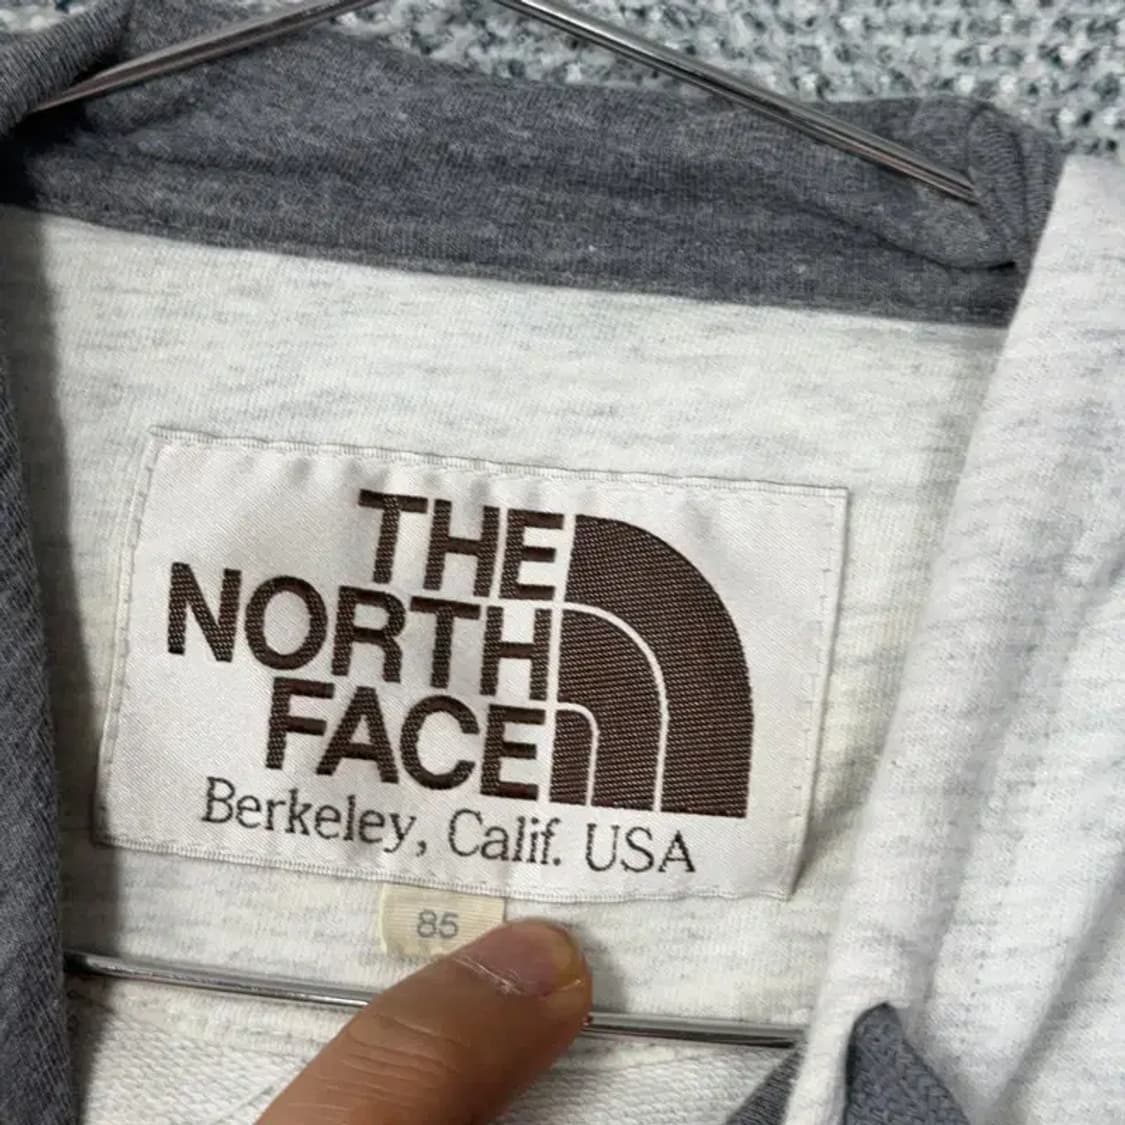 THE
NORTH
FACE
Berkeley, Calif. USA
85